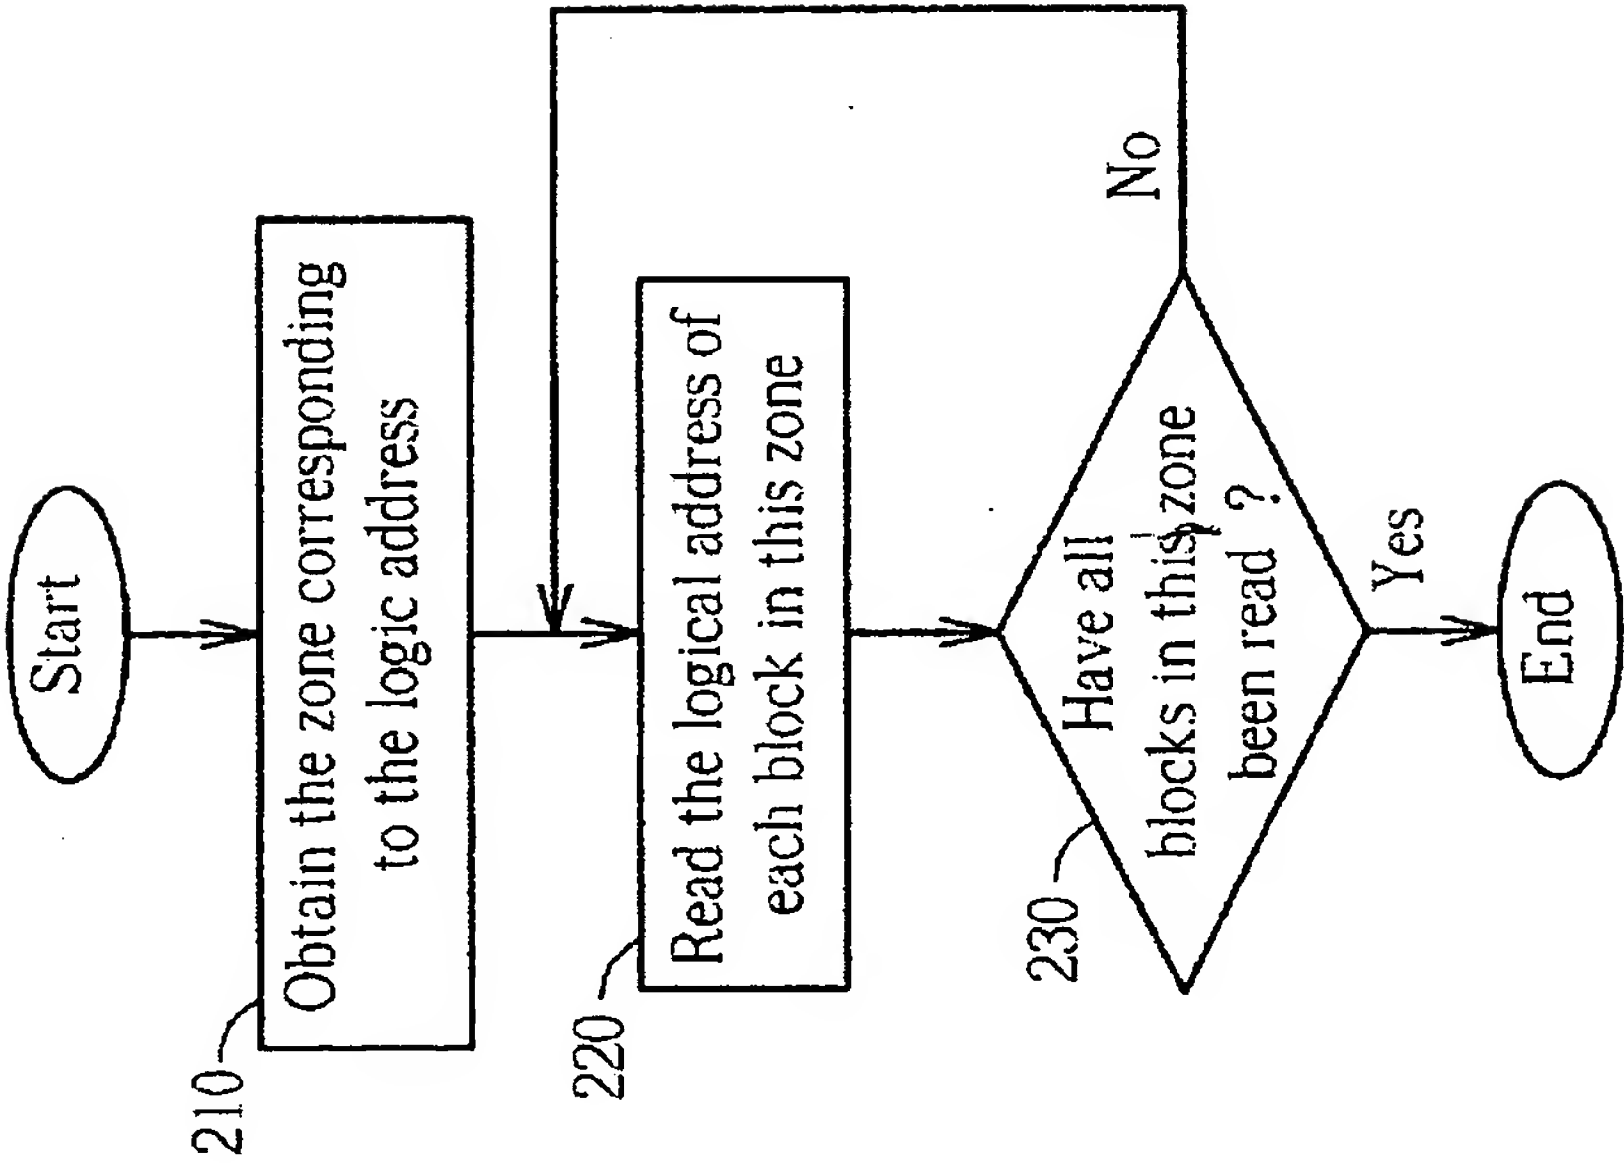 Start
210
Obtain the zone corresponding
to the logic address
220
Read the logical address of
each block in this zone
230
Have all
blocks in this zone
been read ?
No
Yes
End